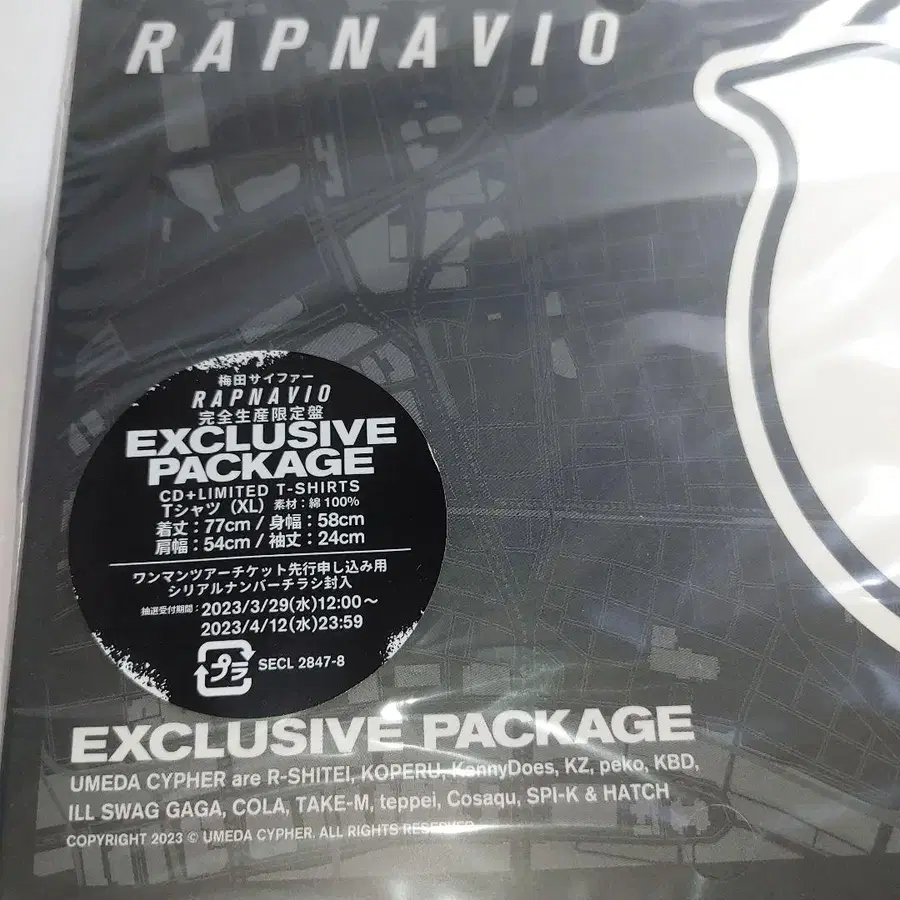 RAPNAVIO
梅田サイファー
RAPNAVIO
完全生産限定盤
EXCLUSIVE
PACKAGE
CD+LIMITED T-SHIRTS
Tシャツ（XL） 素材：綿100%
着丈：77cm / 身幅：58cm
肩幅：54cm / 袖丈：24cm
ワンマンツアーチケット先行申し込み用
シリアルナンバーチラシ封入
抽選受付期間：2023/3/29(水)12:00〜
2023/4/12(水)23:59
プラ SECL 2847-8
EXCLUSIVE PACKAGE
UMEDA CYPHER are R-SHITEI, KOPERU, KennyDoes, KZ, peko, KBD,
ILL SWAG GAGA, COLA, TAKE-M, teppei, Cosaqu, SPI-K & HATCH
COPYRIGHT 2023 © UMEDA CYPHER. ALL RIGHTS RESERVED